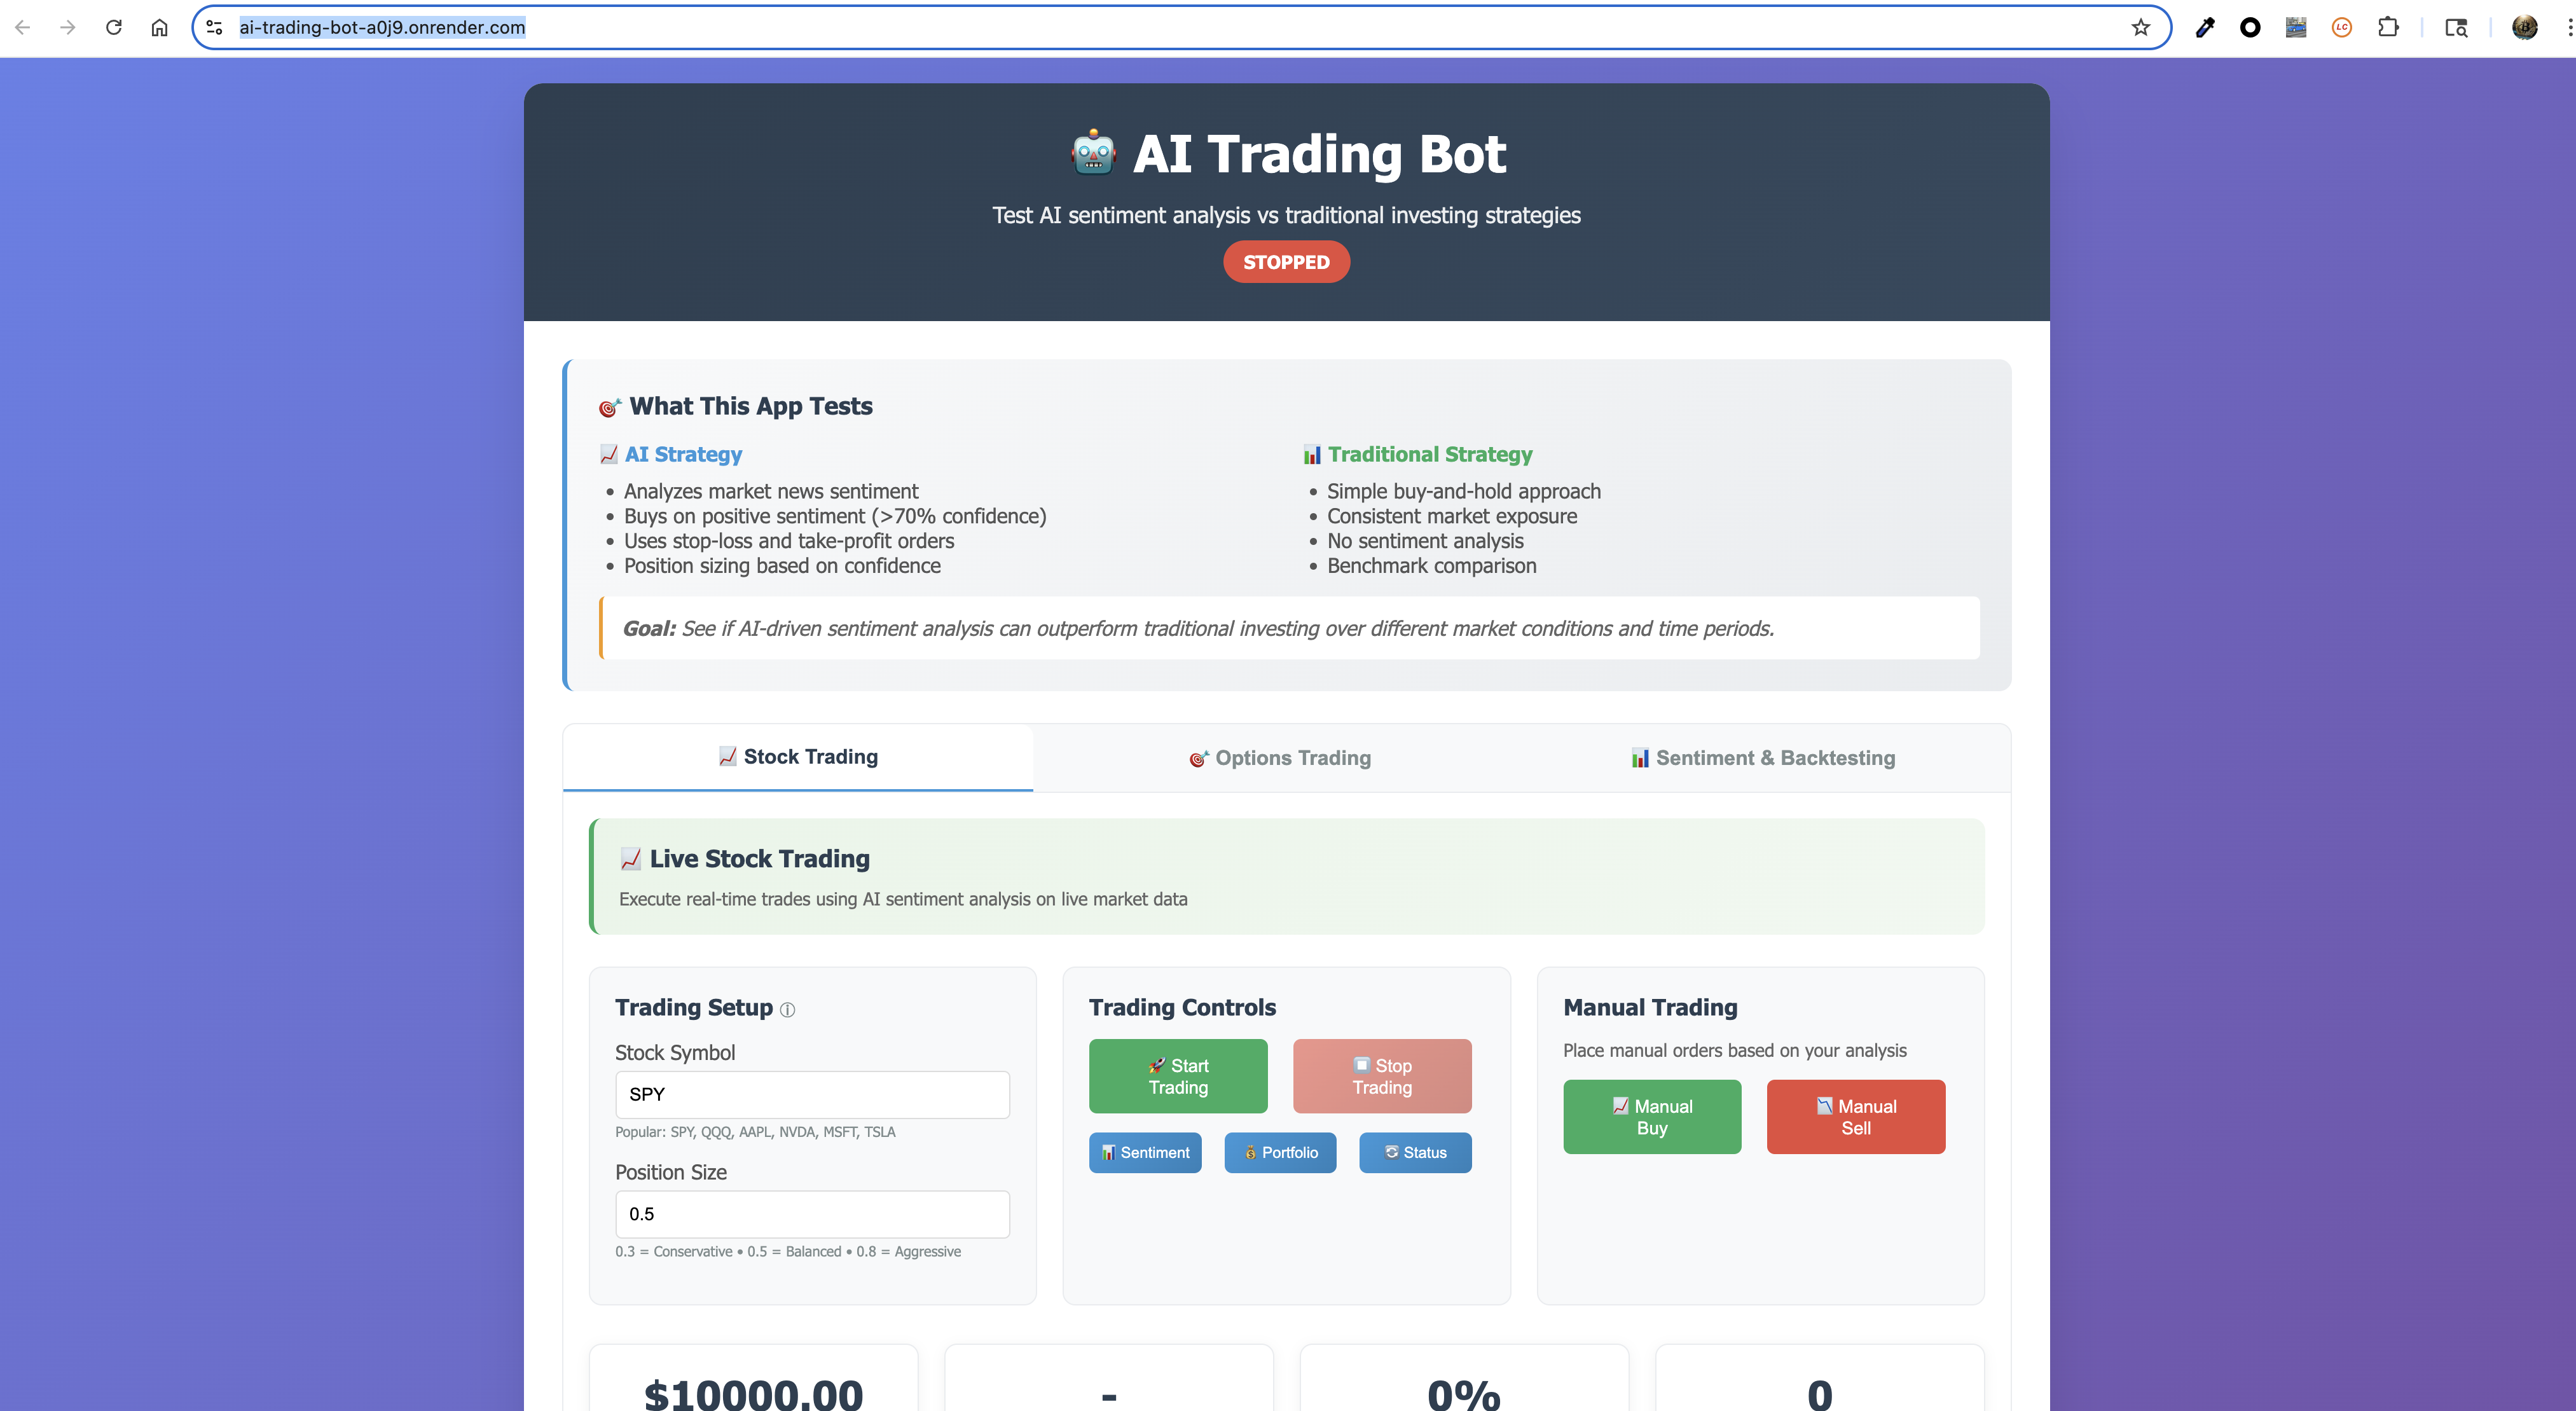 ai-trading-bot-a0j9.onrender.com
LC
AI Trading Bot
Test AI sentiment analysis vs traditional investing strategies
STOPPED
What This App Tests
AI Strategy
• Analyzes market news sentiment
• Buys on positive sentiment (>70% confidence)
• Uses stop-loss and take-profit orders
• Position sizing based on confidence
Traditional Strategy
• Simple buy-and-hold approach
• Consistent market exposure
• No sentiment analysis
• Benchmark comparison
Goal: See if AI-driven sentiment analysis can outperform traditional investing over different market conditions and time periods.
Stock Trading
Options Trading
Sentiment & Backtesting
Live Stock Trading
Execute real-time trades using AI sentiment analysis on live market data
Trading Setup ⓘ
Stock Symbol
SPY
Popular: SPY, QQQ, AAPL, NVDA, MSFT, TSLA
Position Size
0.5
0.3 = Conservative • 0.5 = Balanced • 0.8 = Aggressive
Trading Controls
Start
Trading
Stop
Trading
Sentiment
Portfolio
Status
Manual Trading
Place manual orders based on your analysis
Manual
Buy
Manual
Sell
$10000.00
-
0%
0